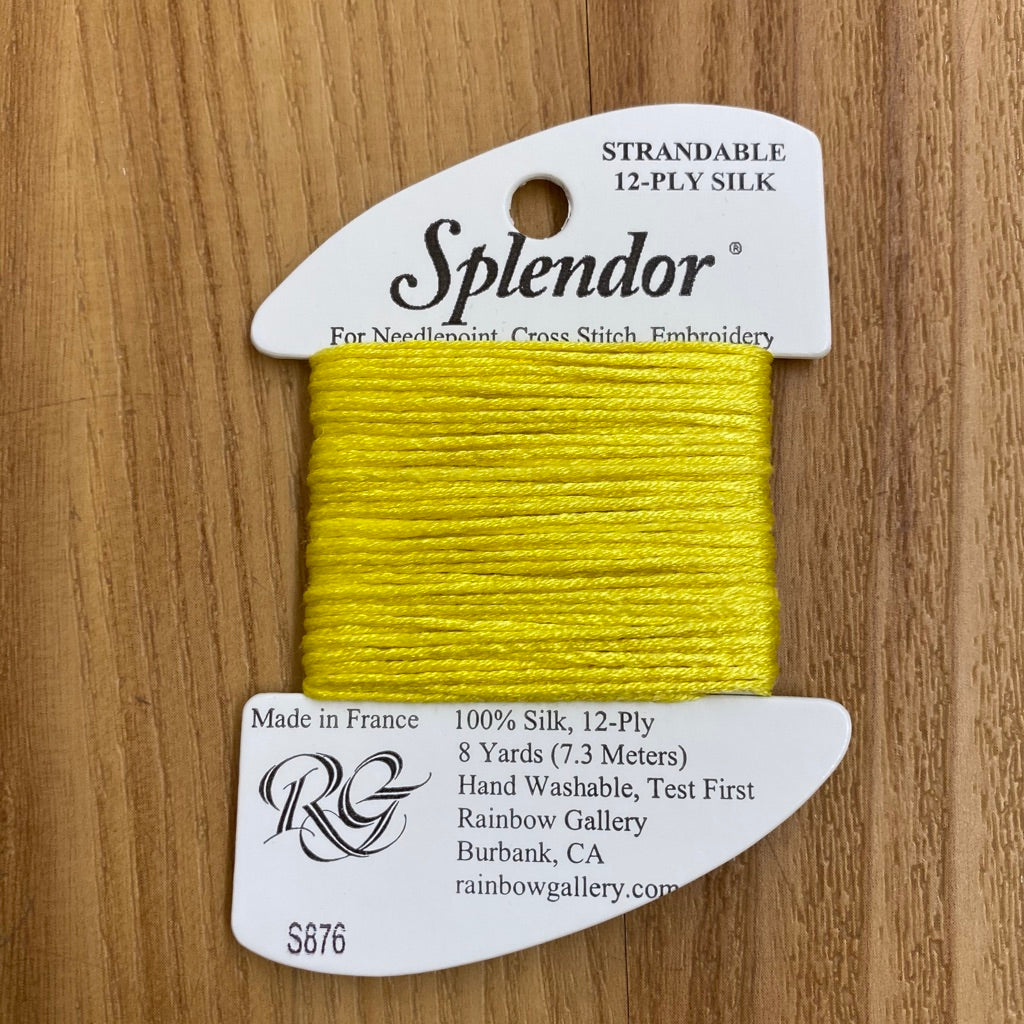 STRANDABLE
12-PLY SILK
Splendor ®
For Needlepoint, Cross Stitch, Embroidery
Made in France
RG
S876
100% Silk, 12-Ply
8 Yards (7.3 Meters)
Hand Washable, Test First
Rainbow Gallery
Burbank, CA
rainbowgallery.com